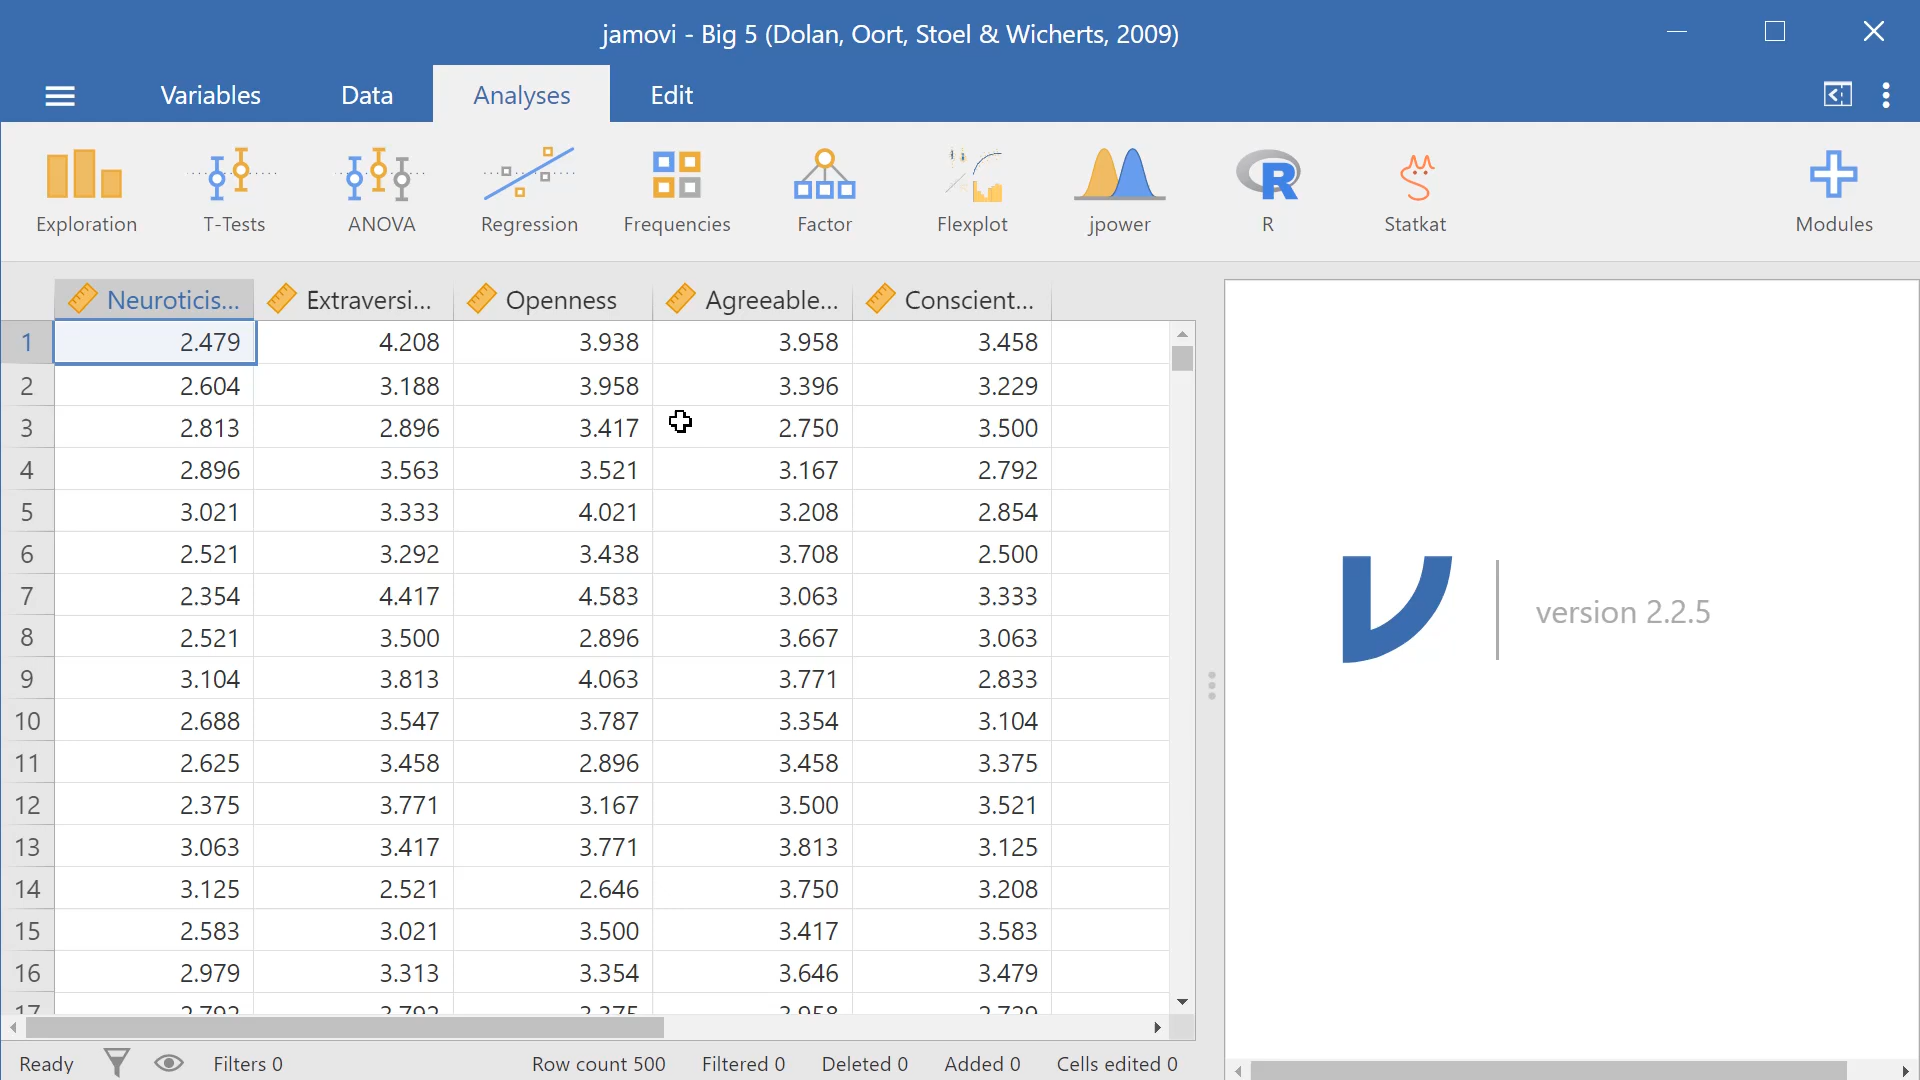 jamovi - Big 5 (Dolan, Oort, Stoel & Wicherts, 2009)
Variables Data Analyses Edit
Exploration T-Tests ANOVA Regression Frequencies Factor Flexplot jpower R Statkat Modules
Neuroticis... Extraversi... Openness Agreeable... Conscient...
1 2.479 4.208 3.938 3.958 3.458
2 2.604 3.188 3.958 3.396 3.229
3 2.813 2.896 3.417 2.750 3.500
4 2.896 3.563 3.521 3.167 2.792
5 3.021 3.333 4.021 3.208 2.854
6 2.521 3.292 3.438 3.708 2.500
7 2.354 4.417 4.583 3.063 3.333
8 2.521 3.500 2.896 3.667 3.063
9 3.104 3.813 4.063 3.771 2.833
10 2.688 3.547 3.787 3.354 3.104
11 2.625 3.458 2.896 3.458 3.375
12 2.375 3.771 3.167 3.500 3.521
13 3.063 3.417 3.771 3.813 3.125
14 3.125 2.521 2.646 3.750 3.208
15 2.583 3.021 3.500 3.417 3.583
16 2.979 3.313 3.354 3.646 3.479
17 2.792 3.792 3.375 3.958 2.729
version 2.2.5
Ready Filters 0 Row count 500 Filtered 0 Deleted 0 Added 0 Cells edited 0